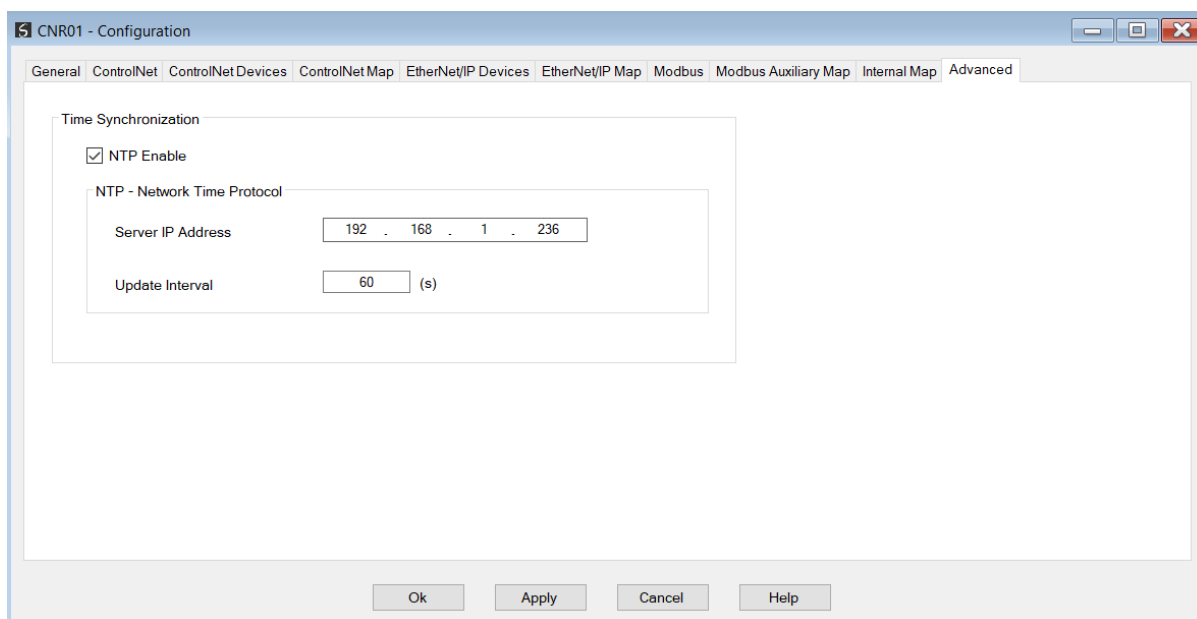 CNR01 - Configuration
General ControlNet ControlNet Devices ControlNet Map EtherNet/IP Devices EtherNet/IP Map Modbus Modbus Auxiliary Map Internal Map Advanced
Time Synchronization
NTP Enable
NTP - Network Time Protocol
Server IP Address 192 . 168 . 1 . 236
Update Interval 60 (s)
Ok Apply Cancel Help